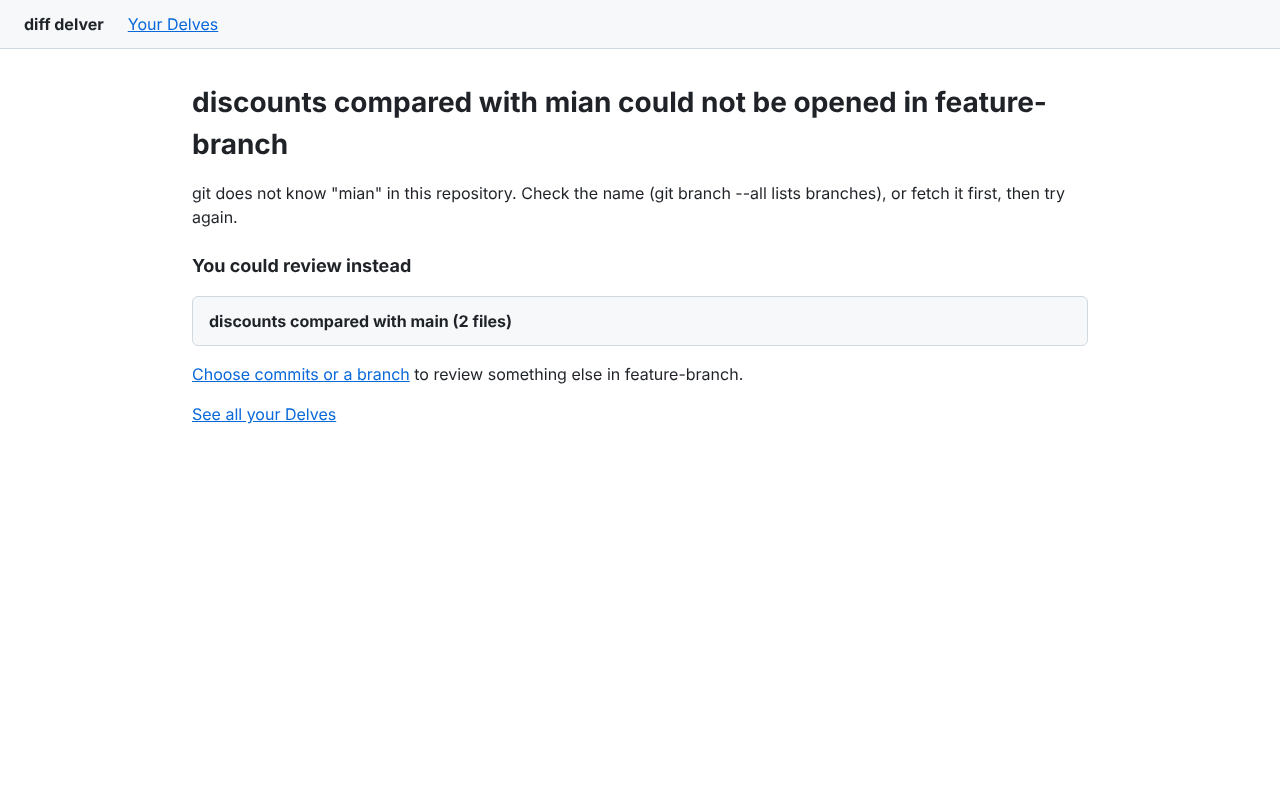 diff delver Your Delves
discounts compared with mian could not be opened in feature-
branch
git does not know "mian" in this repository. Check the name (git branch --all lists branches), or fetch it first, then try
again.
You could review instead
discounts compared with main (2 files)
Choose commits or a branch to review something else in feature-branch.
See all your Delves